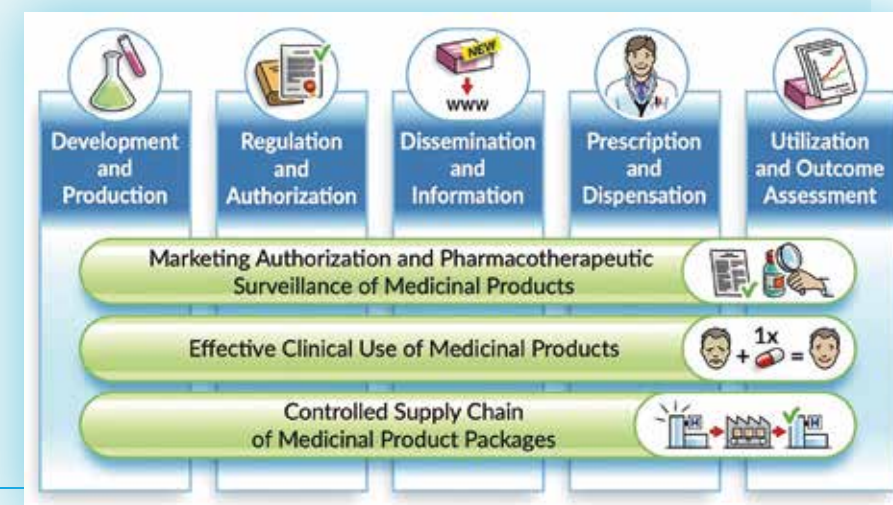 NEW
www
Development
and
Production
Regulation
and
Authorization
Dissemination
and
Information
Prescription
and
Dispensation
Utilization
and Outcome
Assessment
Marketing Authorization and Pharmacotherapeutic
Surveillance of Medicinal Products
Effective Clinical Use of Medicinal Products
1x
+ =
Controlled Supply Chain
of Medicinal Product Packages
H
H